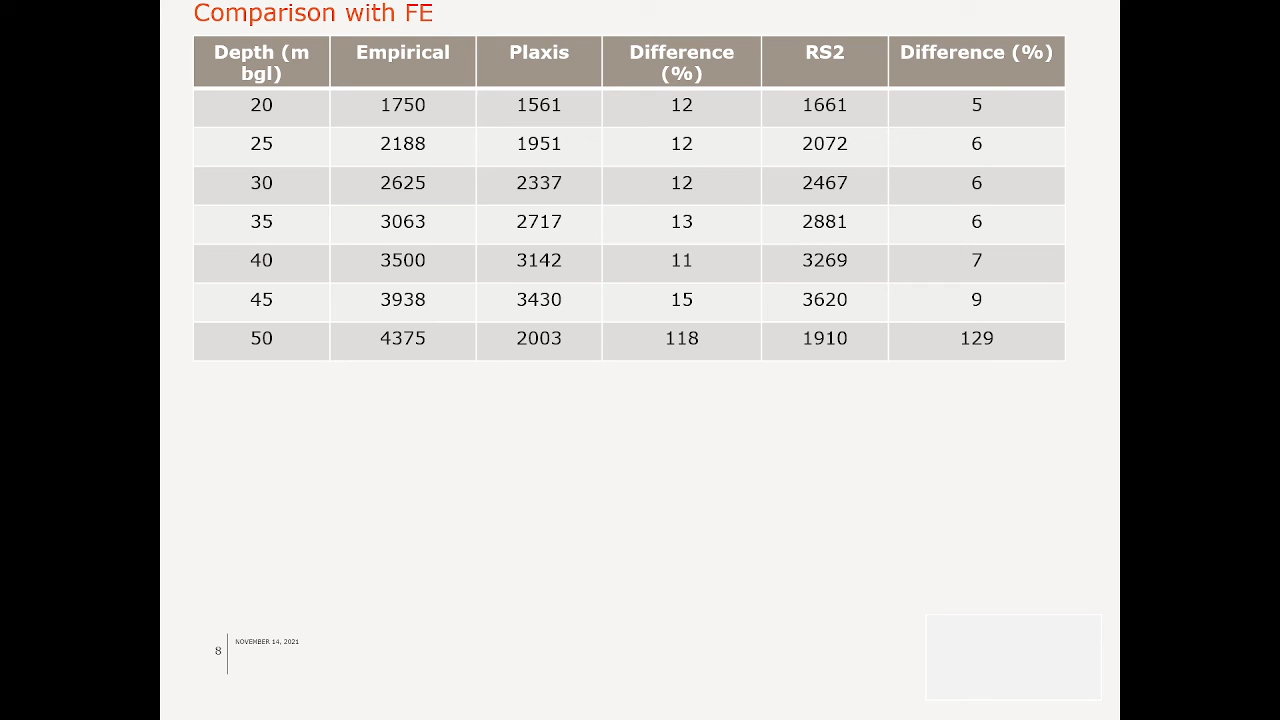 Comparison with FE
Depth (m bgl) Empirical Plaxis Difference (%) RS2 Difference (%)
20 1750 1561 12 1661 5
25 2188 1951 12 2072 6
30 2625 2337 12 2467 6
35 3063 2717 13 2881 6
40 3500 3142 11 3269 7
45 3938 3430 15 3620 9
50 4375 2003 118 1910 129
8 NOVEMBER 14, 2021